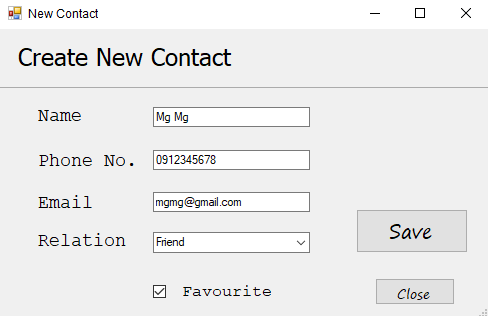 New Contact
Create New Contact
Name
Mg Mg
Phone No.
0912345678
Email
mgmg@gmail.com
Relation
Friend
Save
Favourite
Close